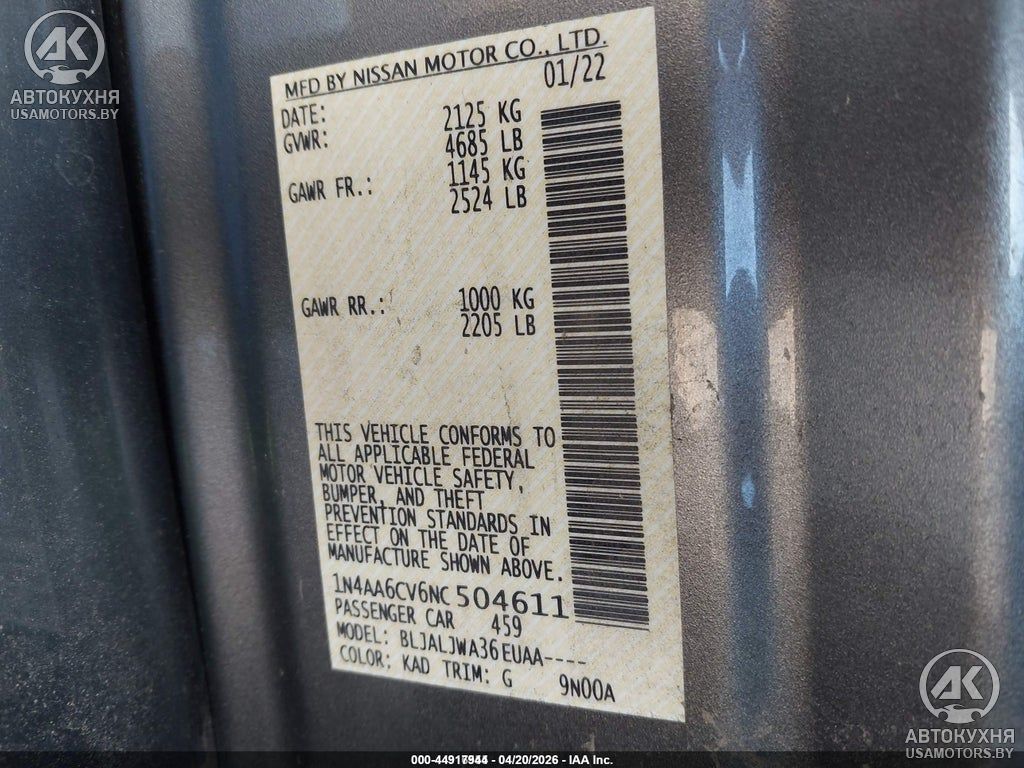 AK
АВТОКУХНЯ
USAMOTORS.BY
MFD BY NISSAN MOTOR CO., LTD.
DATE: 01/22
GVWR: 2125 KG
4685 LB
GAWR FR.: 1145 KG
2524 LB
GAWR RR.: 1000 KG
2205 LB
THIS VEHICLE CONFORMS TO
ALL APPLICABLE FEDERAL
MOTOR VEHICLE SAFETY,
BUMPER, AND THEFT
PREVENTION STANDARDS IN
EFFECT ON THE DATE OF
MANUFACTURE SHOWN ABOVE.
1N4AA6CV6NC504611
PASSENGER CAR 459
MODEL: BLJALJWA36EUAA----
COLOR: KAD TRIM: G 9N00A
AK
АВТОКУХНЯ
USAMOTORS.BY
04/20/2026 - IAA Inc.